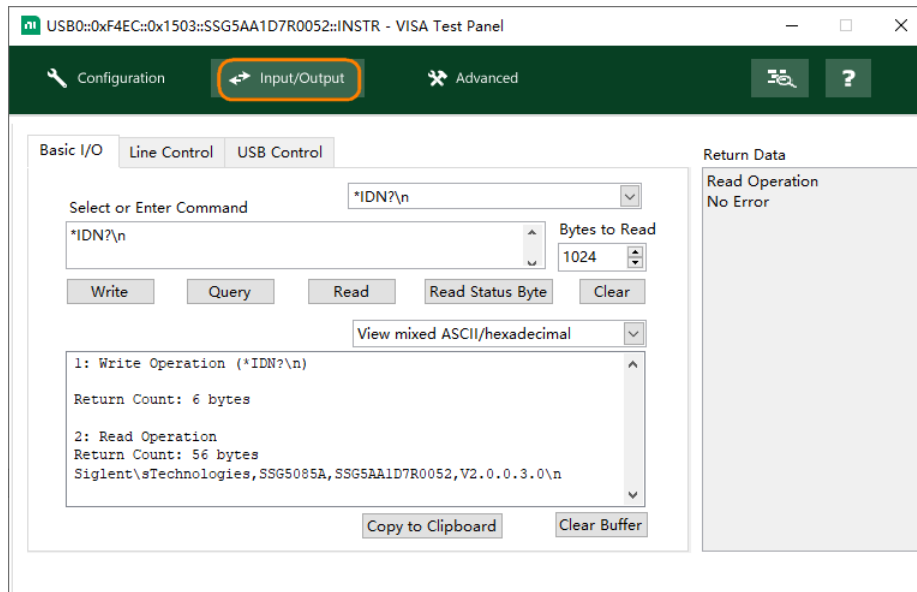 USB0::0xF4EC::0x1503::SSG5AA1D7R0052::INSTR - VISA Test Panel
Configuration
Input/Output
Advanced
?
Basic I/O
Line Control
USB Control
*IDN?\n
Select or Enter Command
*IDN?\n
Bytes to Read
1024
Write
Query
Read
Read Status Byte
Clear
View mixed ASCII/hexadecimal
1: Write Operation (*IDN?\n)
Return Count: 6 bytes
2: Read Operation
Return Count: 56 bytes
Siglent\sTechnologies,SSG5085A,SSG5AA1D7R0052,V2.0.0.3.0\n
Copy to Clipboard
Clear Buffer
Return Data
Read Operation
No Error